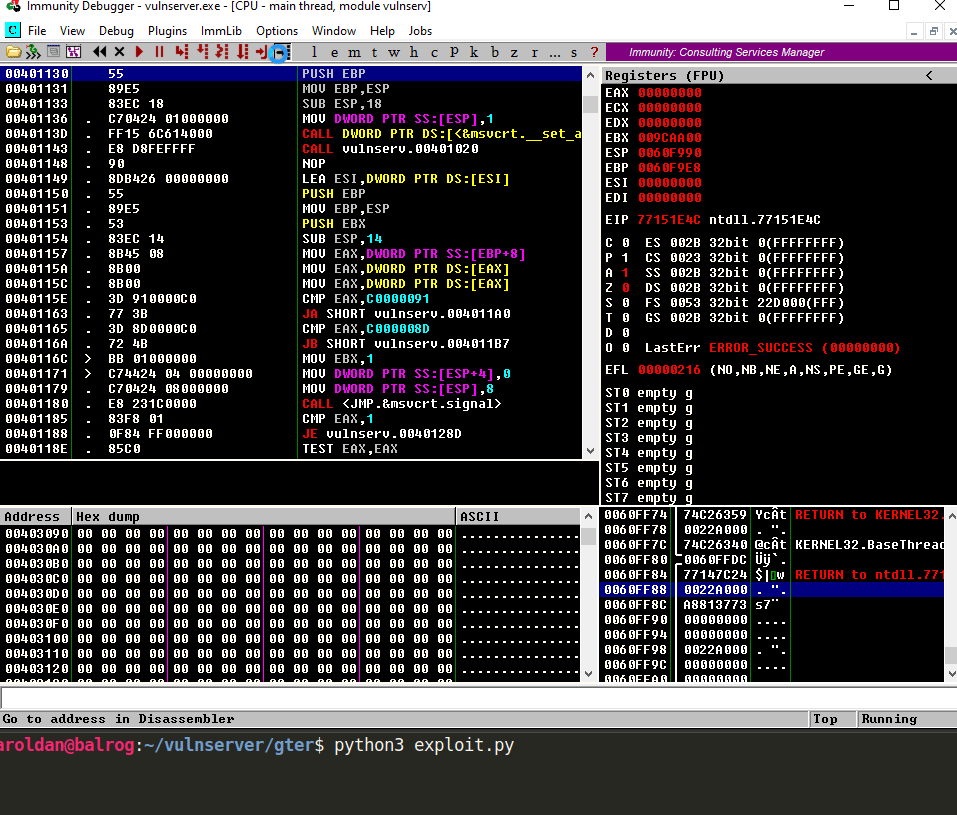 Immunity Debugger - vulnserver.exe - [CPU - main thread, module vulnserv]
C File View Debug Plugins ImmLib Options Window Help Jobs
l e m t w h c P k b z r ... s ? Immunity: Consulting Services Manager
00401130 55 PUSH EBP
00401131 . 89E5 MOV EBP,ESP
00401133 . 83EC 18 SUB ESP,18
00401136 . C70424 01000000 MOV DWORD PTR SS:[ESP],1
0040113D . FF15 6C614000 CALL DWORD PTR DS:[<&msvcrt.__set_a
00401143 . E8 D8FEFFFF CALL vulnserv.00401020
00401148 . 90 NOP
00401149 . 8DB426 00000000 LEA ESI,DWORD PTR DS:[ESI]
00401150 . 55 PUSH EBP
00401151 . 89E5 MOV EBP,ESP
00401153 . 53 PUSH EBX
00401154 . 83EC 14 SUB ESP,14
00401157 . 8B45 08 MOV EAX,DWORD PTR SS:[EBP+8]
0040115A . 8B00 MOV EAX,DWORD PTR DS:[EAX]
0040115C . 8B00 MOV EAX,DWORD PTR DS:[EAX]
0040115E . 3D 910000C0 CMP EAX,C0000091
00401163 . 77 3B JA SHORT vulnserv.004011A0
00401165 . 3D 8D0000C0 CMP EAX,C000008D
0040116A . 72 4B JB SHORT vulnserv.004011B7
0040116C > BB 01000000 MOV EBX,1
00401171 > C74424 04 00000000 MOV DWORD PTR SS:[ESP+4],0
00401179 . C70424 08000000 MOV DWORD PTR SS:[ESP],8
00401180 . E8 231C0000 CALL <JMP.&msvcrt.signal>
00401185 . 83F8 01 CMP EAX,1
00401188 . 0F84 FF000000 JE vulnserv.0040128D
0040118E . 85C0 TEST EAX,EAX
Registers (FPU) <
EAX 00000000
ECX 00000000
EDX 00000000
EBX 009CAA00
ESP 0060F990
EBP 0060F9E8
ESI 00000000
EDI 00000000
EIP 77151E4C ntdll.77151E4C
C 0 ES 002B 32bit 0(FFFFFFFF)
P 1 CS 0023 32bit 0(FFFFFFFF)
A 1 SS 002B 32bit 0(FFFFFFFF)
Z 0 DS 002B 32bit 0(FFFFFFFF)
S 0 FS 0053 32bit 22D000(FFF)
T 0 GS 002B 32bit 0(FFFFFFFF)
D 0
O 0 LastErr ERROR_SUCCESS (00000000)
EFL 00000216 (NO,NB,NE,A,NS,PE,GE,G)
ST0 empty g
ST1 empty g
ST2 empty g
ST3 empty g
ST4 empty g
ST5 empty g
ST6 empty g
ST7 empty g
Address Hex dump ASCII
00403090 00 00 00 00 00 00 00 00 00 00 00 00 00 00 00 00 ................
004030A0 00 00 00 00 00 00 00 00 00 00 00 00 00 00 00 00 ................
004030B0 00 00 00 00 00 00 00 00 00 00 00 00 00 00 00 00 ................
004030C0 00 00 00 00 00 00 00 00 00 00 00 00 00 00 00 00 ................
004030D0 00 00 00 00 00 00 00 00 00 00 00 00 00 00 00 00 ................
004030E0 00 00 00 00 00 00 00 00 00 00 00 00 00 00 00 00 ................
004030F0 00 00 00 00 00 00 00 00 00 00 00 00 00 00 00 00 ................
00403100 00 00 00 00 00 00 00 00 00 00 00 00 00 00 00 00 ................
00403110 00 00 00 00 00 00 00 00 00 00 00 00 00 00 00 00 ................
00403120 00 00 00 00 00 00 00 00 00 00 00 00 00 00 00 00 ................
0060FF74 74C26359 YcÂt RETURN to KERNEL32.
0060FF78 0022A000 . ".
0060FF7C 74C26340 @cÂt KERNEL32.BaseThread
0060FF80 0060FFDC Üÿ`.
0060FF84 77147C24 $|w RETURN to ntdll.771
0060FF88 0022A000 . ".
0060FF8C A8813773 s7¨
0060FF90 00000000 ....
0060FF94 00000000 ....
0060FF98 0022A000 . ".
0060FF9C 00000000 ....
0060FFA0 00000000
Go to address in Disassembler Top Running
aroldan@balrog:~/vulnserver/gter$ python3 exploit.py